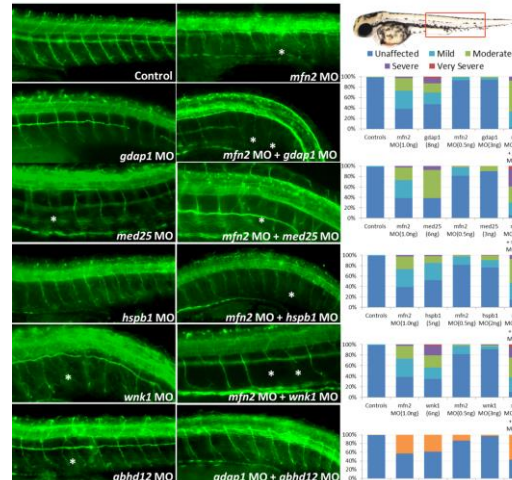 Control
mfn2 MO
gdap1 MO
mfn2 MO + gdap1 MO
med25 MO
mfn2 MO + med25 MO
hspb1 MO
mfn2 MO + hspb1 MO
wnk1 MO
mfn2 MO + wnk1 MO
abhd12 MO
gdap1 MO + abhd12 MO
Unaffected Mild Moderate
Severe Very Severe
100%
80%
60%
40%
20%
0%
Controls mfn2 gdap1 mfn2 gdap1
MO(1.0ng) (8ng) MO(0.5ng) MO(3ng)
100%
80%
60%
40%
20%
0%
Controls mfn2 med25 mfn2 med25
MO(1.0ng) (6ng) MO(0.5ng) (3ng)
100%
80%
60%
40%
20%
0%
Controls mfn2 hspb1 mfn2 hspb1
MO(1.0ng) (5ng) MO(0.5ng) MO(2ng)
100%
80%
60%
40%
20%
0%
Controls mfn2 wnk1 mfn2 wnk1
MO(1.0ng) (6ng) MO(0.5ng) MO(3ng)
100%
80%
60%
40%
20%
0%